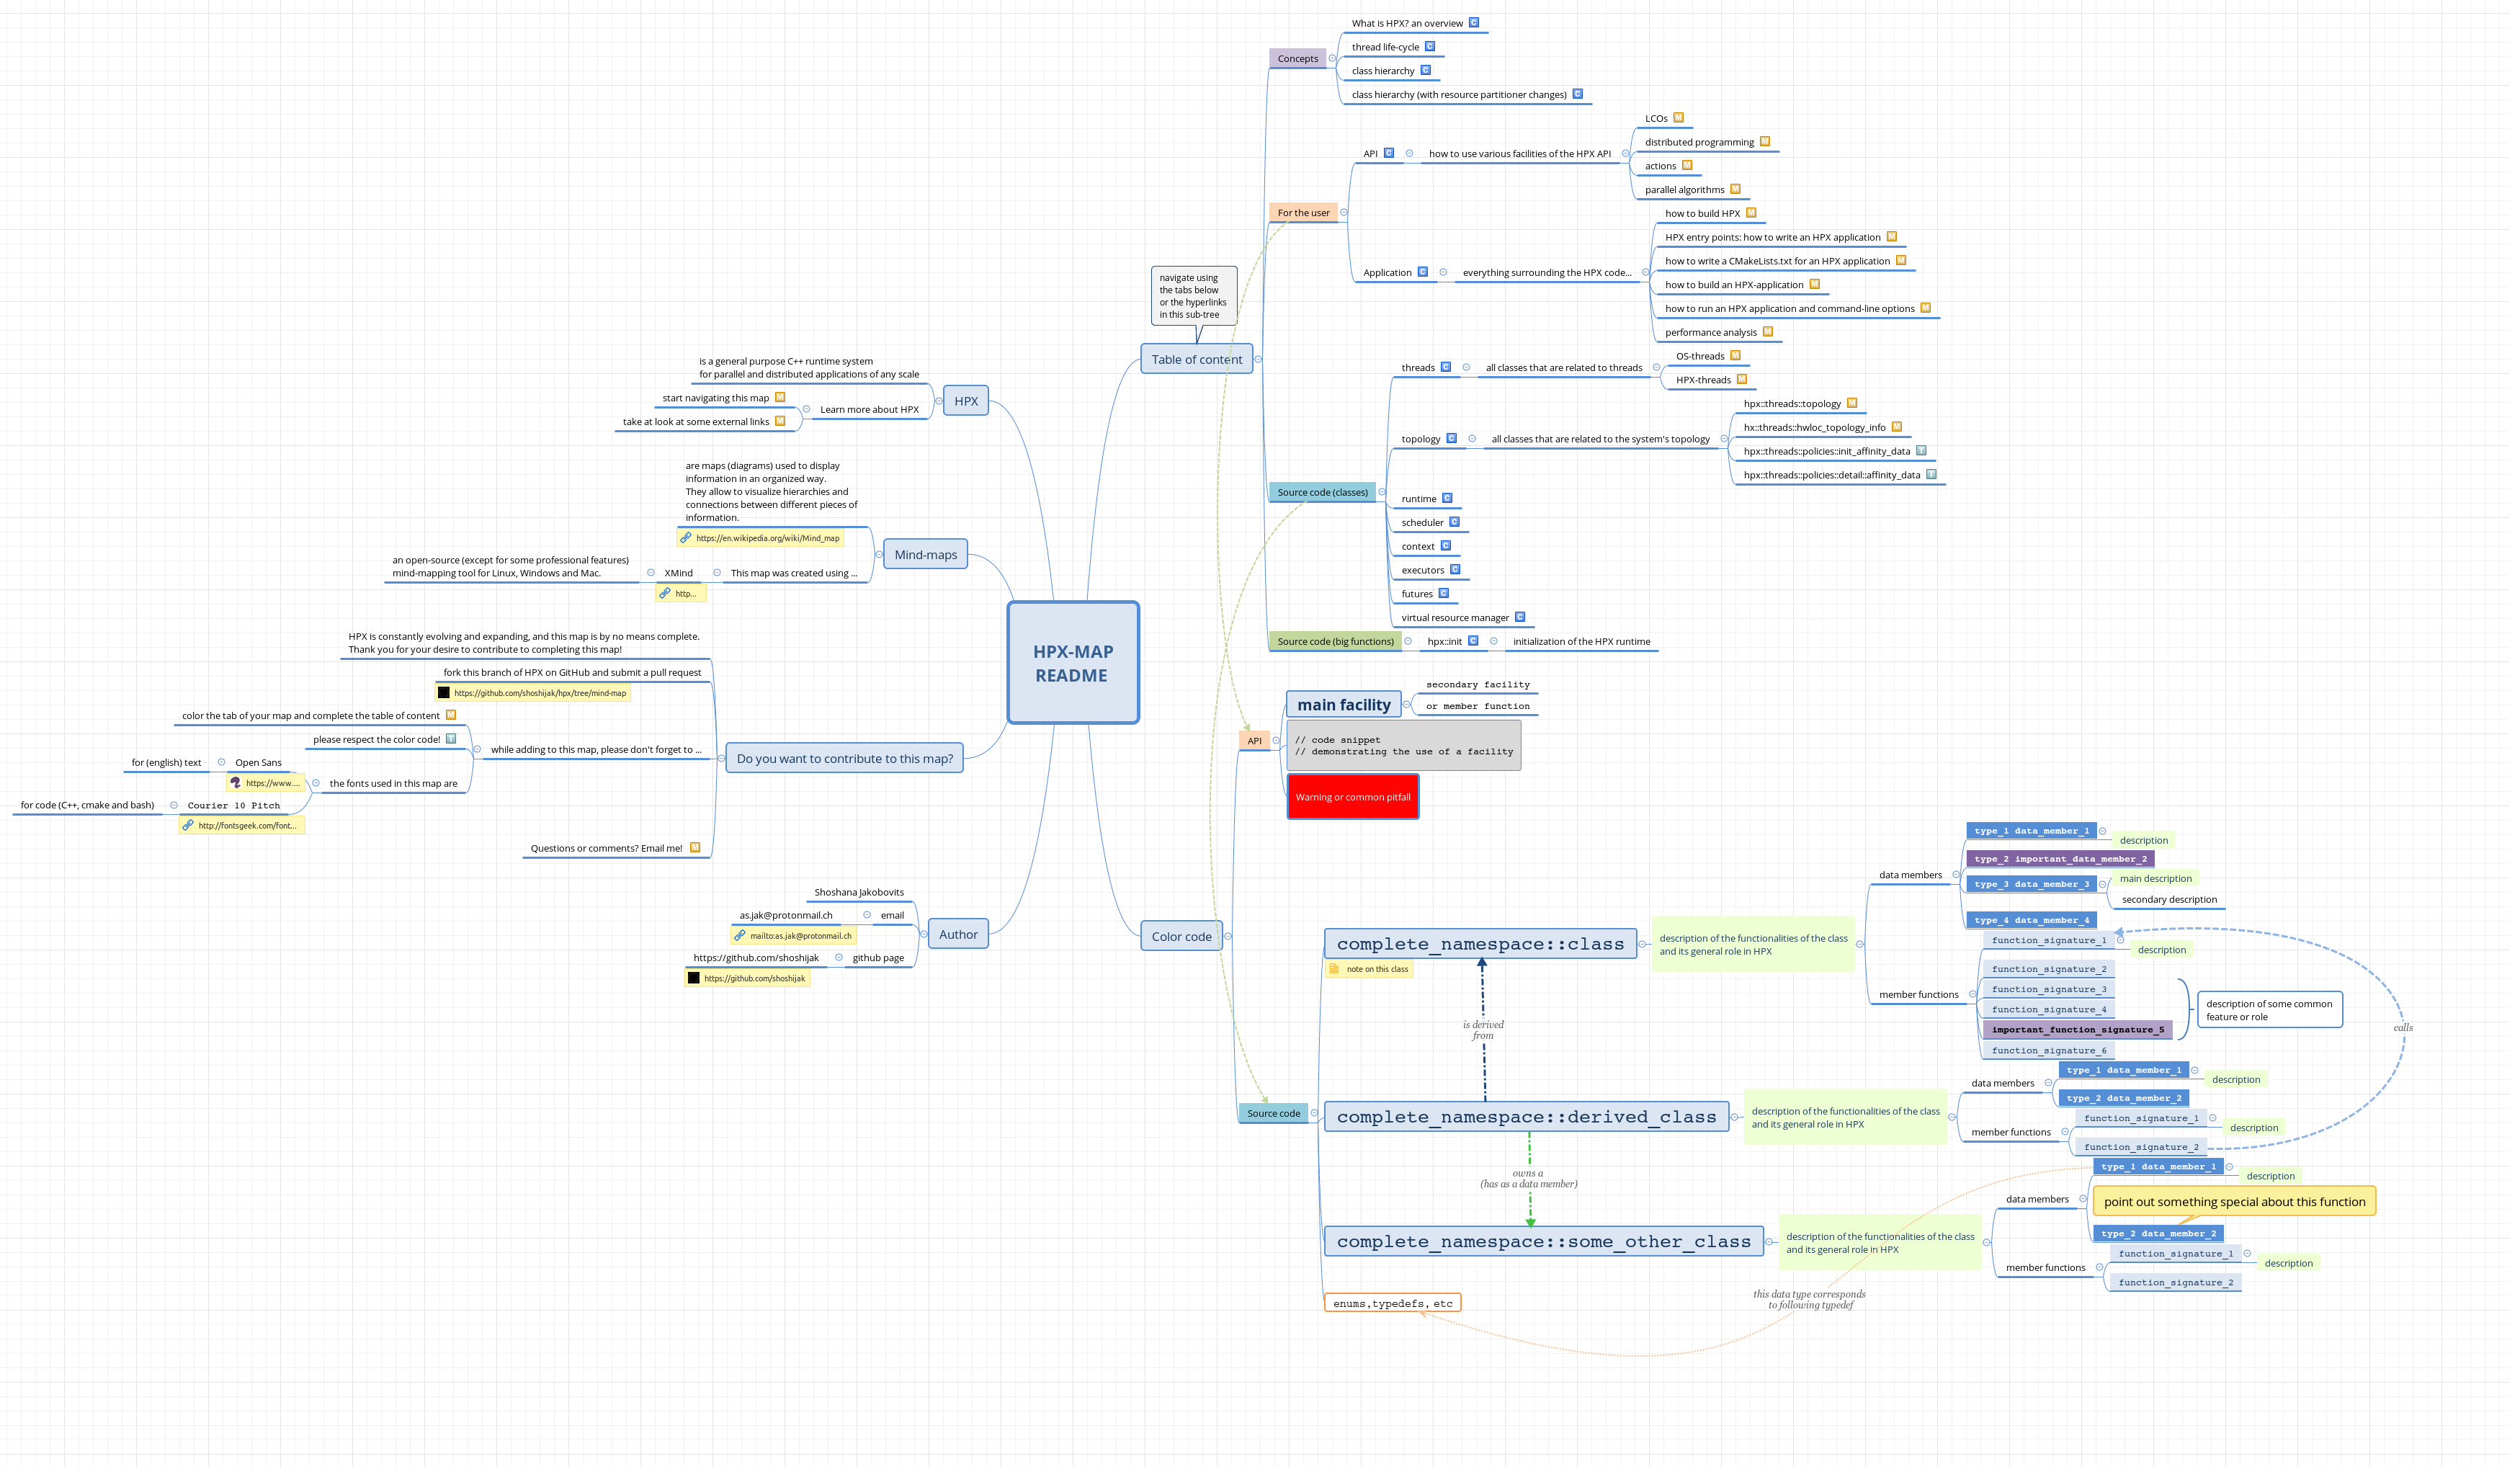 HPX-MAP
README
HPX
is a general purpose C++ runtime system
for parallel and distributed applications of any scale
Learn more about HPX
start navigating this map M
take at look at some external links M
Mind-maps
are maps (diagrams) used to display
information in an organized way.
They allow to visualize hierarchies and
connections between different pieces of
information.
https://en.wikipedia.org/wiki/Mind_map
This map was created using ...
XMind
http...
an open-source (except for some professional features)
mind-mapping tool for Linux, Windows and Mac.
Do you want to contribute to this map?
HPX is constantly evolving and expanding, and this map is by no means complete.
Thank you for your desire to contribute to completing this map!
fork this branch of HPX on GitHub and submit a pull request
https://github.com/shoshijak/hpx/tree/mind-map
while adding to this map, please don't forget to ...
color the tab of your map and complete the table of content M
please respect the color code! T
the fonts used in this map are
Open Sans
https://www....
for (english) text
Courier 10 Pitch
http://fontsgeek.com/font...
for code (C++, cmake and bash)
Questions or comments? Email me! M
Author
Shoshana Jakobovits
email
as.jak@protonmail.ch
mailto:as.jak@protonmail.ch
github page
https://github.com/shoshijak
https://github.com/shoshijak
navigate using
the tabs below
or the hyperlinks
in this sub-tree
Table of content
Concepts
What is HPX? an overview C
thread life-cycle C
class hierarchy C
class hierarchy (with resource partitioner changes) C
For the user
API C
how to use various facilities of the HPX API
LCOs M
distributed programming M
actions M
parallel algorithms M
Application C
everything surrounding the HPX code...
how to build HPX M
HPX entry points: how to write an HPX application M
how to write a CMakeLists.txt for an HPX application M
how to build an HPX-application M
how to run an HPX application and command-line options M
performance analysis M
Source code (classes)
threads C
all classes that are related to threads
OS-threads M
HPX-threads M
topology C
all classes that are related to the system's topology
hpx::threads::topology M
hx::threads::hwloc_topology_info M
hpx::threads::policies::init_affinity_data T
hpx::threads::policies::detail::affinity_data T
runtime C
scheduler C
context C
executors C
futures C
virtual resource manager C
Source code (big functions)
hpx::init C
initialization of the HPX runtime
Color code
API
main facility
secondary facility
or member function
// code snippet
// demonstrating the use of a facility
Warning or common pitfall
Source code
complete_namespace::class
note on this class
description of the functionalities of the class
and its general role in HPX
data members
type_1 data_member_1
description
type_2 important_data_member_2
type_3 data_member_3
main description
secondary description
type_4 data_member_4
member functions
function_signature_1
description
function_signature_2
function_signature_3
function_signature_4
important_function_signature_5
function_signature_6
description of some common
feature or role
calls
is derived
from
complete_namespace::derived_class
description of the functionalities of the class
and its general role in HPX
data members
type_1 data_member_1
description
type_2 data_member_2
member functions
function_signature_1
description
function_signature_2
owns a
(has as a data member)
complete_namespace::some_other_class
description of the functionalities of the class
and its general role in HPX
data members
type_1 data_member_1
description
point out something special about this function
type_2 data_member_2
member functions
function_signature_1
description
function_signature_2
this data type corresponds
to following typedef
enums,typedefs, etc